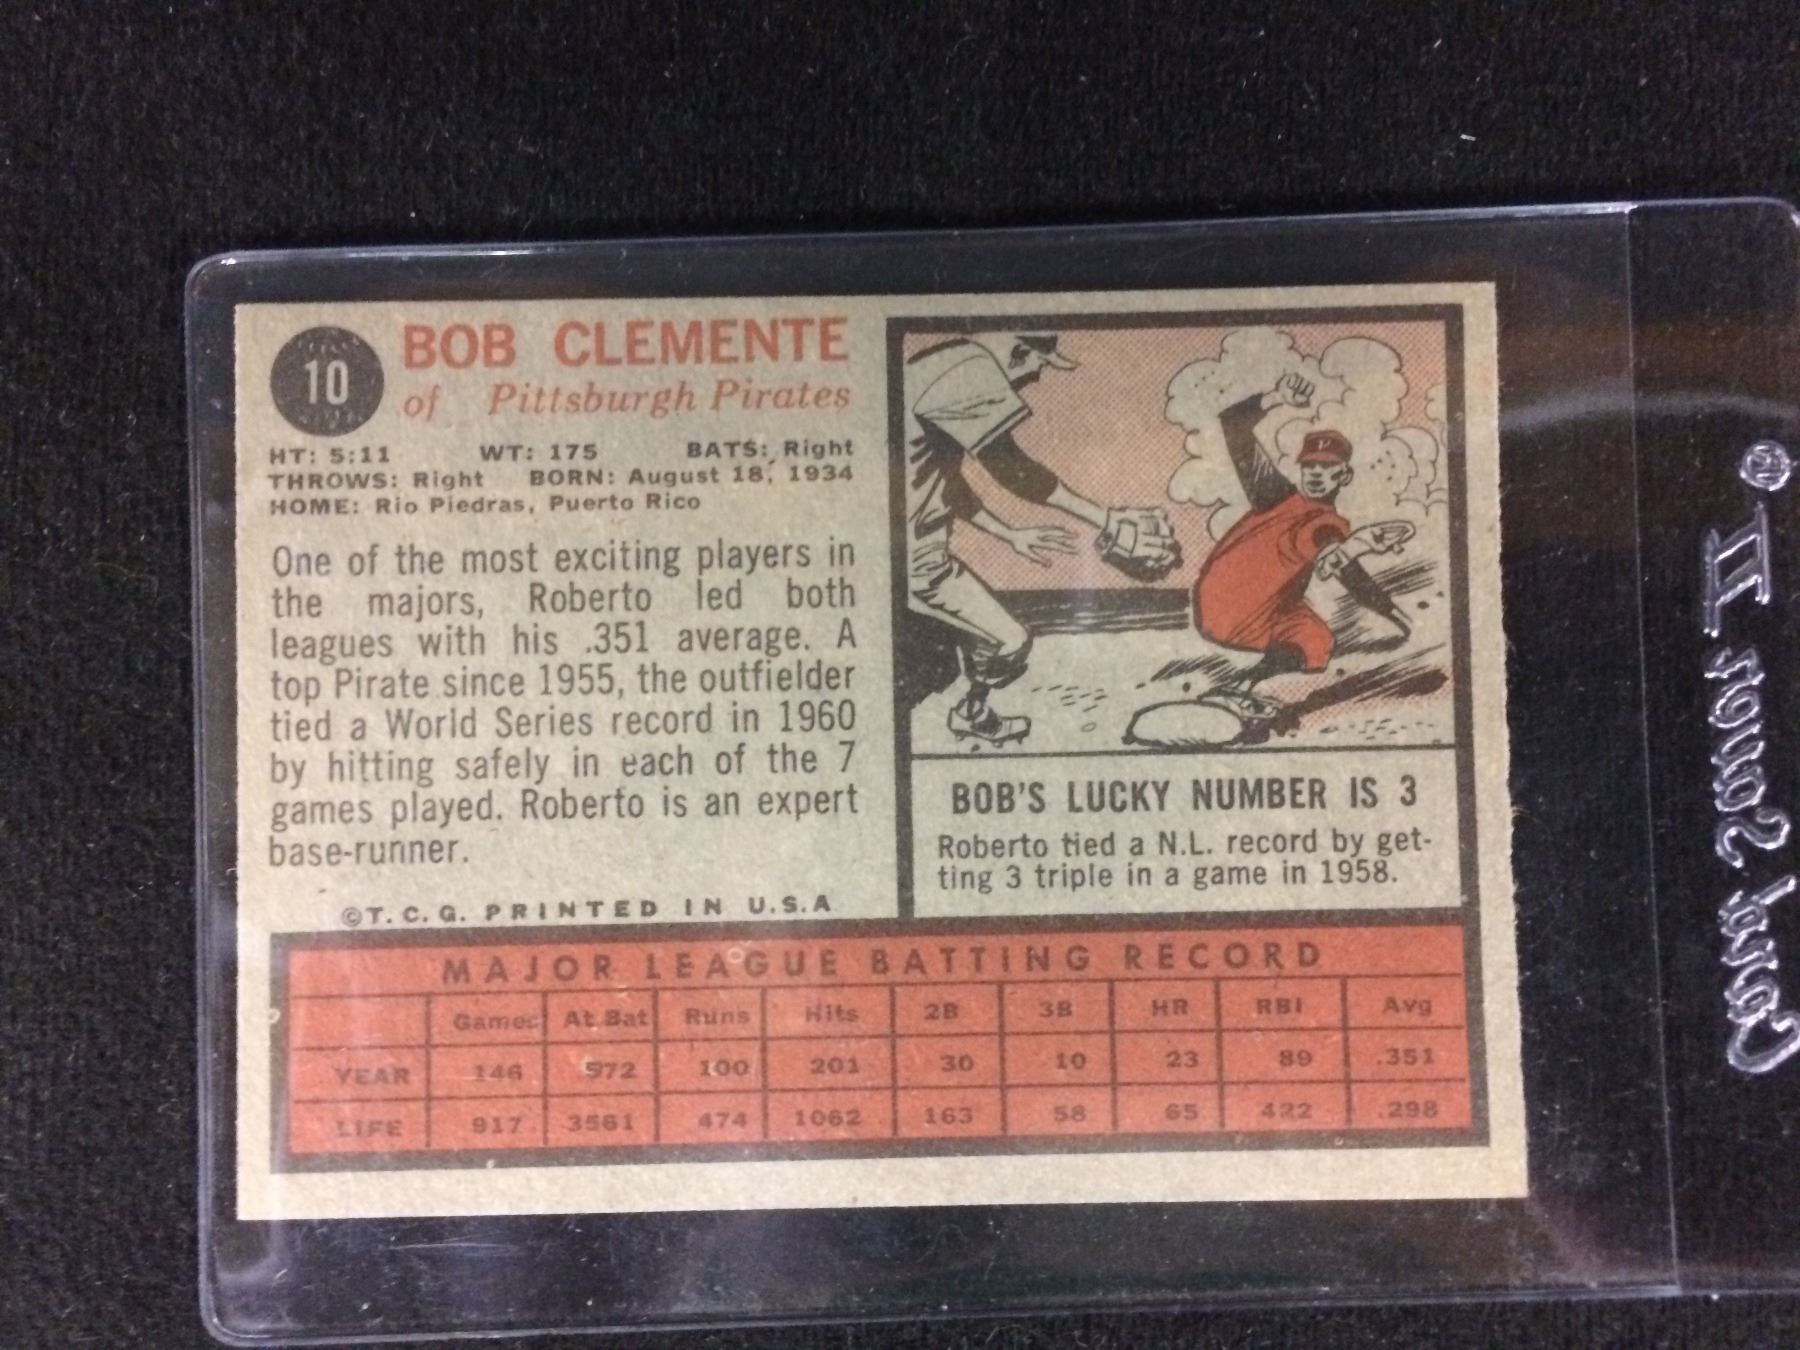 10
BOB CLEMENTE
of Pittsburgh Pirates
HT: 5:11 WT: 175 BATS: Right
THROWS: Right BORN: August 18, 1934
HOME: Rio Piedras, Puerto Rico
One of the most exciting players in
the majors, Roberto led both
leagues with his .351 average. A
top Pirate since 1955, the outfielder
tied a World Series record in 1960
by hitting safely in each of the 7
games played. Roberto is an expert
base-runner.
©T.C.G. PRINTED IN U.S.A
P
BOB'S LUCKY NUMBER IS 3
Roberto tied a N.L. record by get-
ting 3 triple in a game in 1958.
MAJOR LEAGUE BATTING RECORD
Games At Bat Runs Hits 2B 3B HR RBI Avg
YEAR 146 572 100 201 30 10 23 89 .351
LIFE 917 3561 474 1062 163 58 65 422 .298
Card Saver II ®